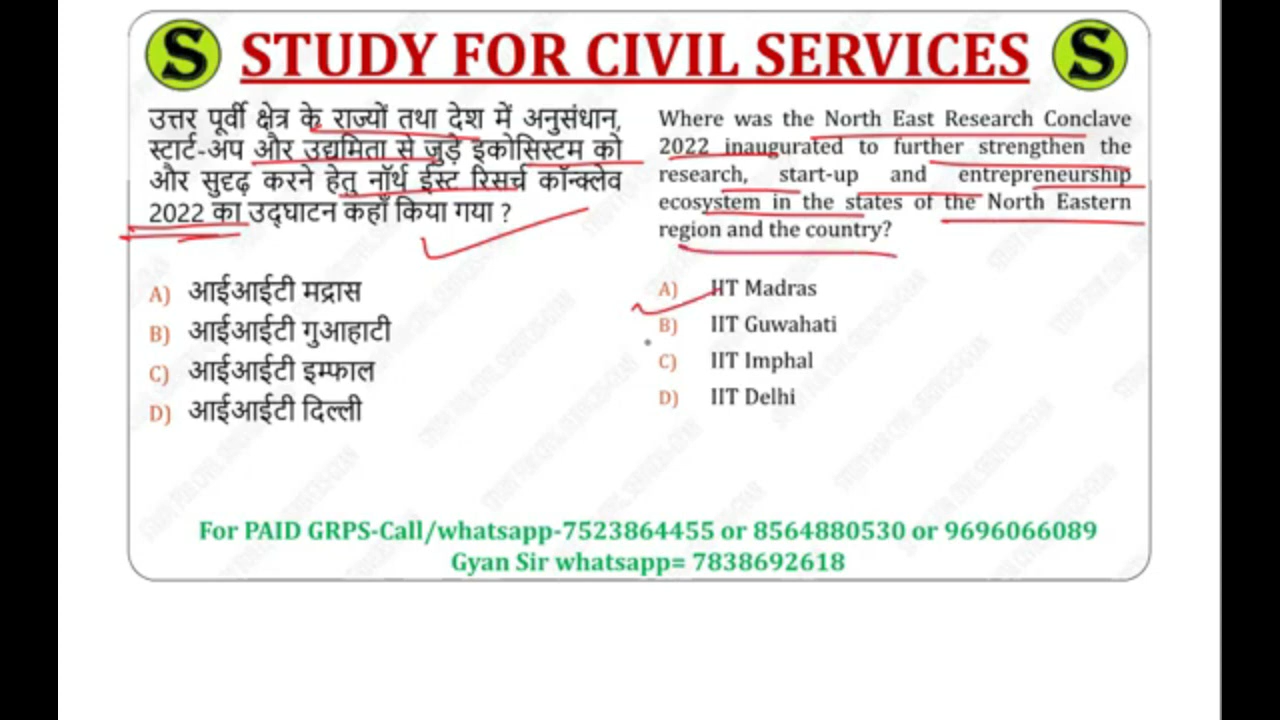 S STUDY FOR CIVIL SERVICES S
उत्तर पूर्वी क्षेत्र के राज्यों तथा देश में अनुसंधान,
स्टार्ट-अप और उद्यमिता से जुड़े इकोसिस्टम को
और सुदृढ़ करने हेतु नॉर्थ ईस्ट रिसर्च कॉन्क्लेव
2022 का उद्घाटन कहाँ किया गया ?
A) आईआईटी मद्रास
B) आईआईटी गुआहाटी
C) आईआईटी इम्फाल
D) आईआईटी दिल्ली
Where was the North East Research Conclave
2022 inaugurated to further strengthen the
research, start-up and entrepreneurship
ecosystem in the states of the North Eastern
region and the country?
A) IIT Madras
B) IIT Guwahati
C) IIT Imphal
D) IIT Delhi
For PAID GRPS-Call/whatsapp-7523864455 or 8564880530 or 9696066089
Gyan Sir whatsapp= 7838692618